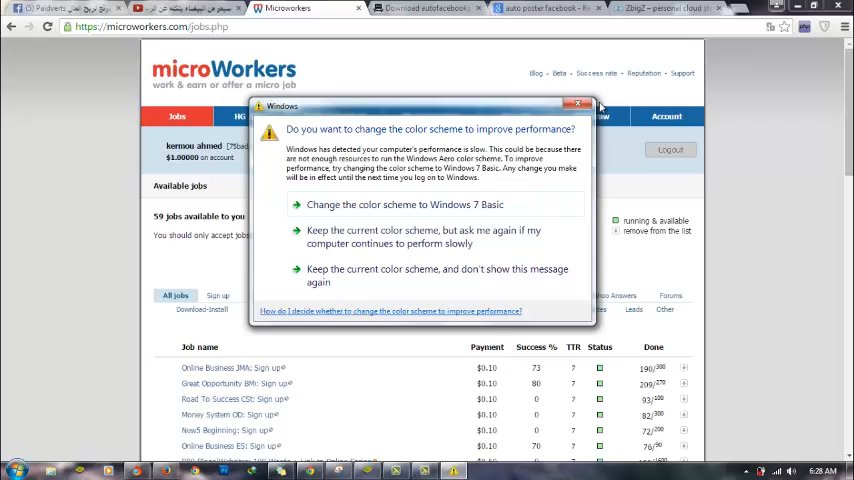 Paidverts ترنج تربح الجاح
Microworkers
Download autofacebook
auto poster facebook - Re
ZbigZ – personal cloud st
https://microworkers.com/jobs.php
microWorkers
work & earn or offer a micro job
Blog - Beta - Success rate - Reputation - Support
Jobs
HG
raw
Account
kermou ahmed [75bad
$1.00000 on account
Logout
Available jobs
59 jobs available to you
You should only accept jobs
running & available
remove from the list
Windows
Do you want to change the color scheme to improve performance?
Windows has detected your computer's performance is slow. This could be because
there are not enough resources to run the Windows Aero color scheme. To improve
performance, try changing the color scheme to Windows 7 Basic. Any change you make
will be in effect until the next time you log on to Windows.
Change the color scheme to Windows 7 Basic
Keep the current color scheme, but ask me again if my
computer continues to perform slowly
Keep the current color scheme, and don't show this message
again
How do I decide whether to change the color scheme to improve performance?
All jobs
Sign up
hoo Answers
Forums
Download-Install
sites
Leads
Other
Job name Payment Success % TTR Status Done
Online Business JMA: Sign up $0.10 73 7 190/300
Great Opportunity BMI: Sign up $0.10 80 7 209/270
Road To Success CSt: Sign up $0.10 0 7 93/100
Money System OD: Sign up $0.10 0 7 82/300
New5 Beginning: Sign up $0.10 0 7 72/200
Online Business ES: Sign up $0.10 70 7 76/90
6:28 AM